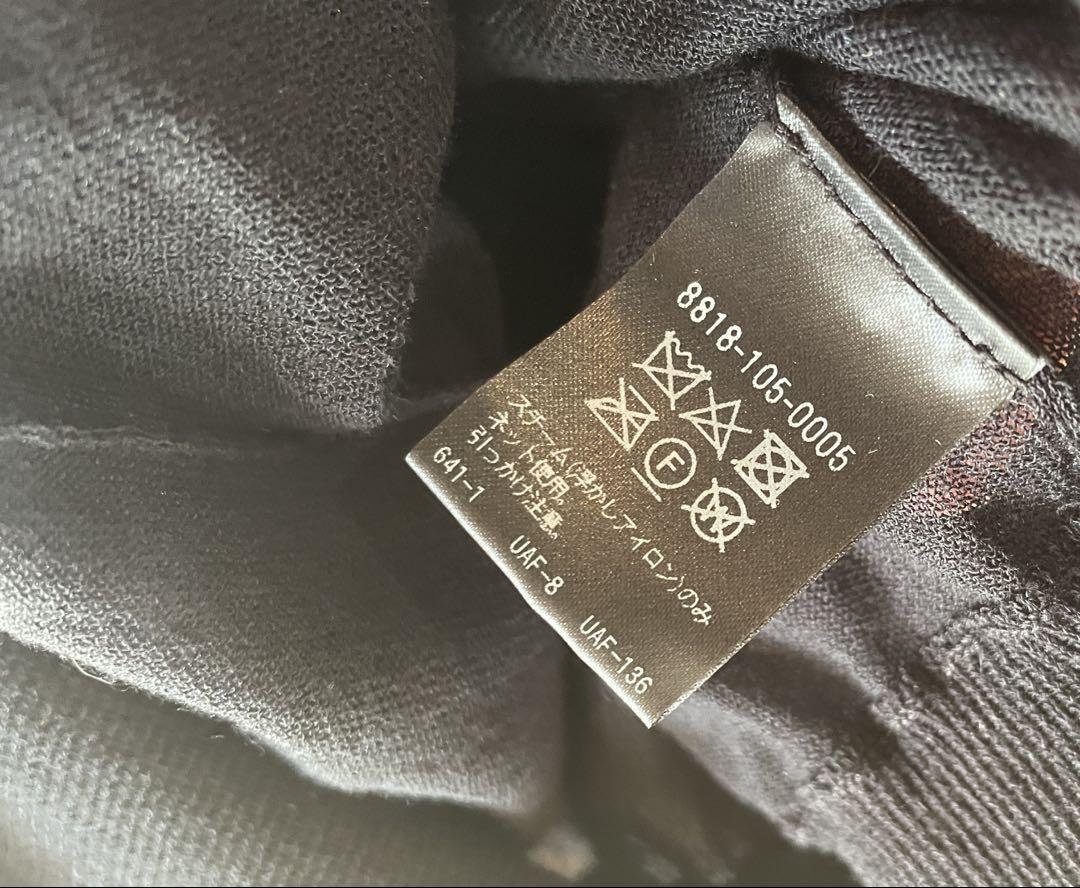 8818-105-0005
F
W
スチーム(浮かしアイロン)のみ
ネット使用。
引っかけ注意。
641-1 UAF-8 UAF-136